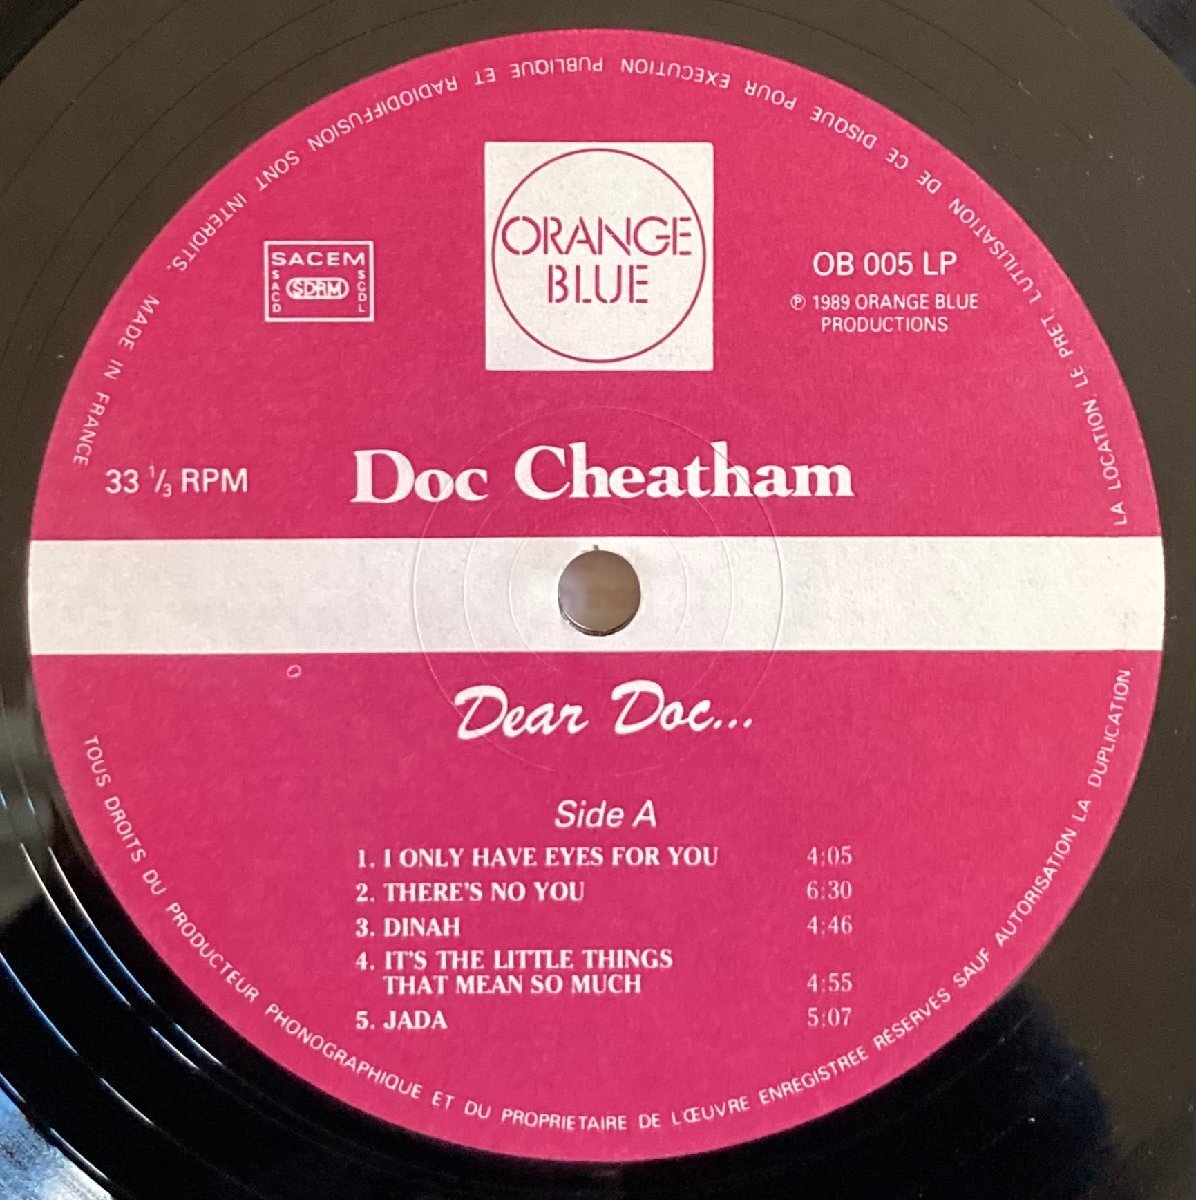 ORANGE
BLUE
SACEM
SACD
SDRM
SCDL
OB 005 LP
℗ 1989 ORANGE BLUE
PRODUCTIONS
33 1/3 RPM
Doc Cheatham
Dear Doc...
Side A
1. I ONLY HAVE EYES FOR YOU 4:05
2. THERE'S NO YOU 6:30
3. DINAH 4:46
4. IT'S THE LITTLE THINGS
THAT MEAN SO MUCH 4:55
5. JADA 5:07
TOUS DROITS DU PRODUCTEUR PHONOGRAPHIQUE ET DU PROPRIETAIRE DE L'ŒUVRE ENREGISTREE RÉSERVES SAUF AUTORISATION LA DUPLICATION
LA LOCATION, LE PRET, L'UTILISATION DE CE DISQUE POUR EXECUTION PUBLIQUE ET RADIODIFFUSION SONT INTERDITS.
MADE IN FRANCE